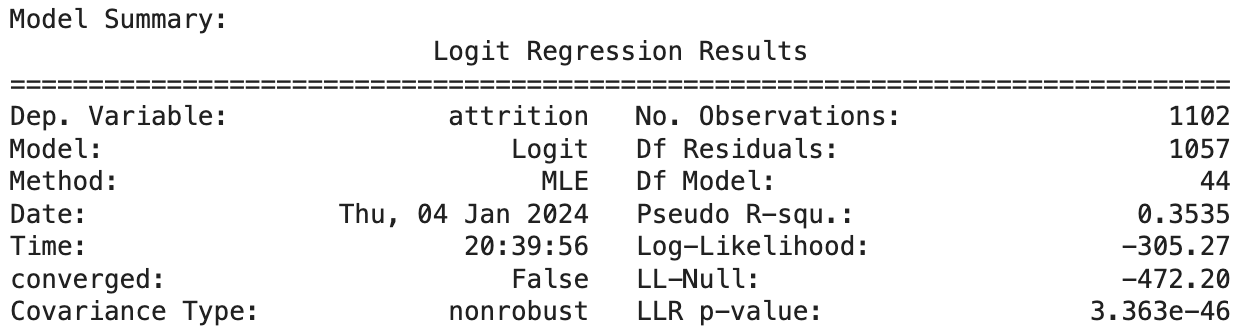 Model Summary:
Logit Regression Results
==============================================================================
Dep. Variable: attrition No. Observations: 1102
Model: Logit Df Residuals: 1057
Method: MLE Df Model: 44
Date: Thu, 04 Jan 2024 Pseudo R-squ.: 0.3535
Time: 20:39:56 Log-Likelihood: -305.27
converged: False LL-Null: -472.20
Covariance Type: nonrobust LLR p-value: 3.363e-46